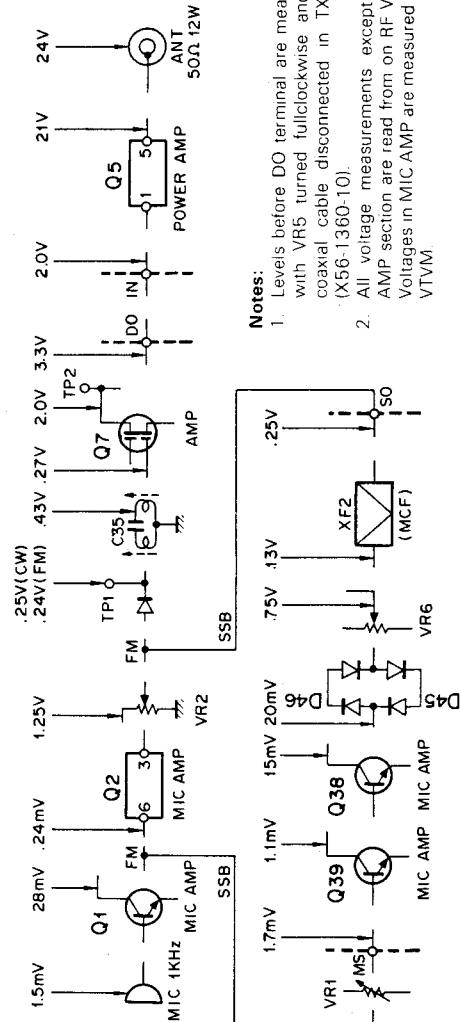 1.5mV
28mV
.24mV
1.25V
.25V(CW)
.24V(FM)
.43V
.27V
2.0V
3.3V
2.0V
21V
24V
TP1
TP2
Q1
FM
Q2
6
3
FM
C35
Q7
DO
IN
Q5
1
5
ANT
50Ω 12W
MIC 1KHz
MIC AMP
MIC AMP
VR2
AMP
POWER AMP
SSB
SSB
1.7mV
1.1mV
15mV
20mV
.75V
.13V
.25V
VR1
MS
Q39
Q38
D46
D45
VR6
XF2
(MCF)
SO
MIC AMP
MIC AMP
Notes:
1. Levels before DO terminal are mea
with VR5 turned fullclockwise and
coaxial cable disconnected in TX
(X56-1360-10).
2. All voltage measurements except
AMP section are read from on RF V
Voltages in MIC AMP are measured
VTVM.